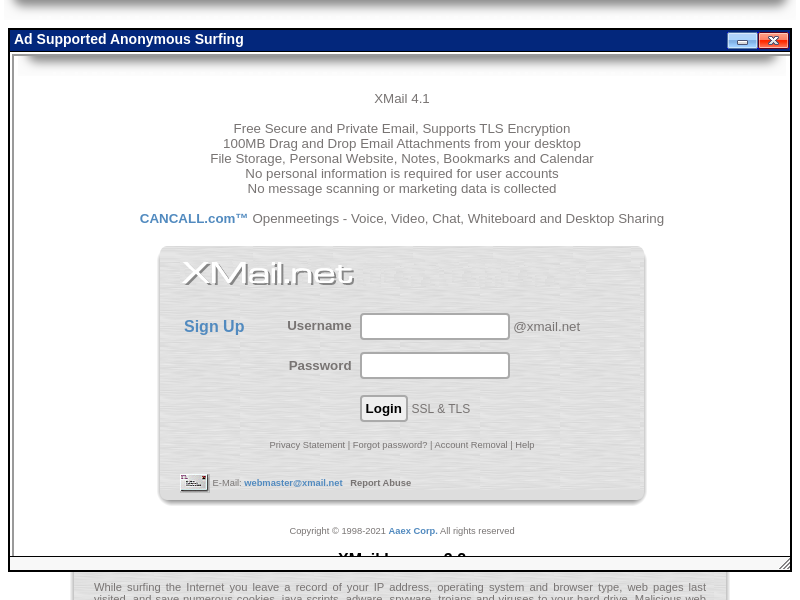 Ad Supported Anonymous Surfing
XMail 4.1
Free Secure and Private Email, Supports TLS Encryption
100MB Drag and Drop Email Attachments from your desktop
File Storage, Personal Website, Notes, Bookmarks and Calendar
No personal information is required for user accounts
No message scanning or marketing data is collected
CANCALL.com™ Openmeetings - Voice, Video, Chat, Whiteboard and Desktop Sharing
XMail.net
Sign Up Username @xmail.net
Password
Login SSL & TLS
Privacy Statement | Forgot password? | Account Removal | Help
E-Mail: webmaster@xmail.net Report Abuse
Copyright © 1998-2021 Aaex Corp. All rights reserved
While surfing the Internet you leave a record of your IP address, operating system and browser type, web pages last
visited, and save numerous cookies, java scripts, adware, spyware, trojans and viruses to your hard drive. Malicious web